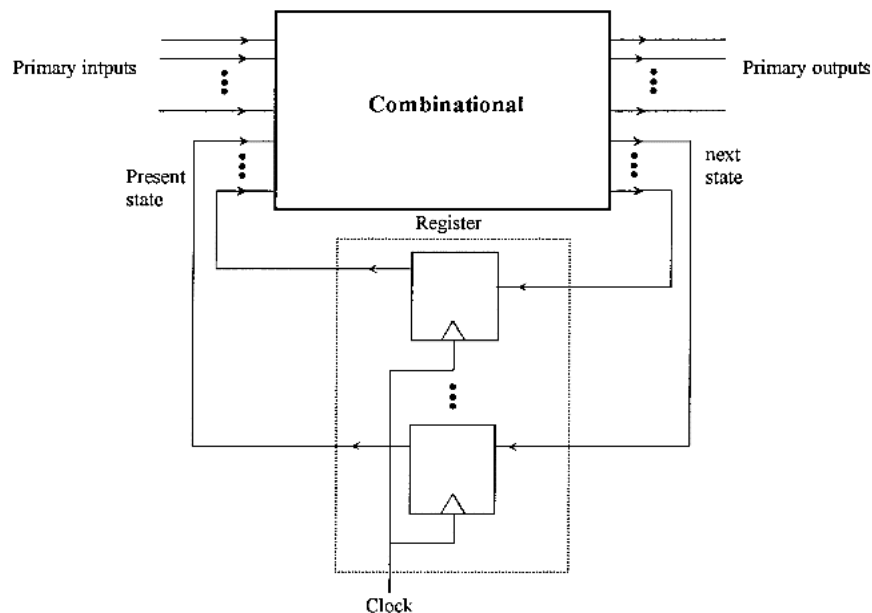 Primary intputs
Combinational
Primary outputs
Present
state
next
state
Register
Clock